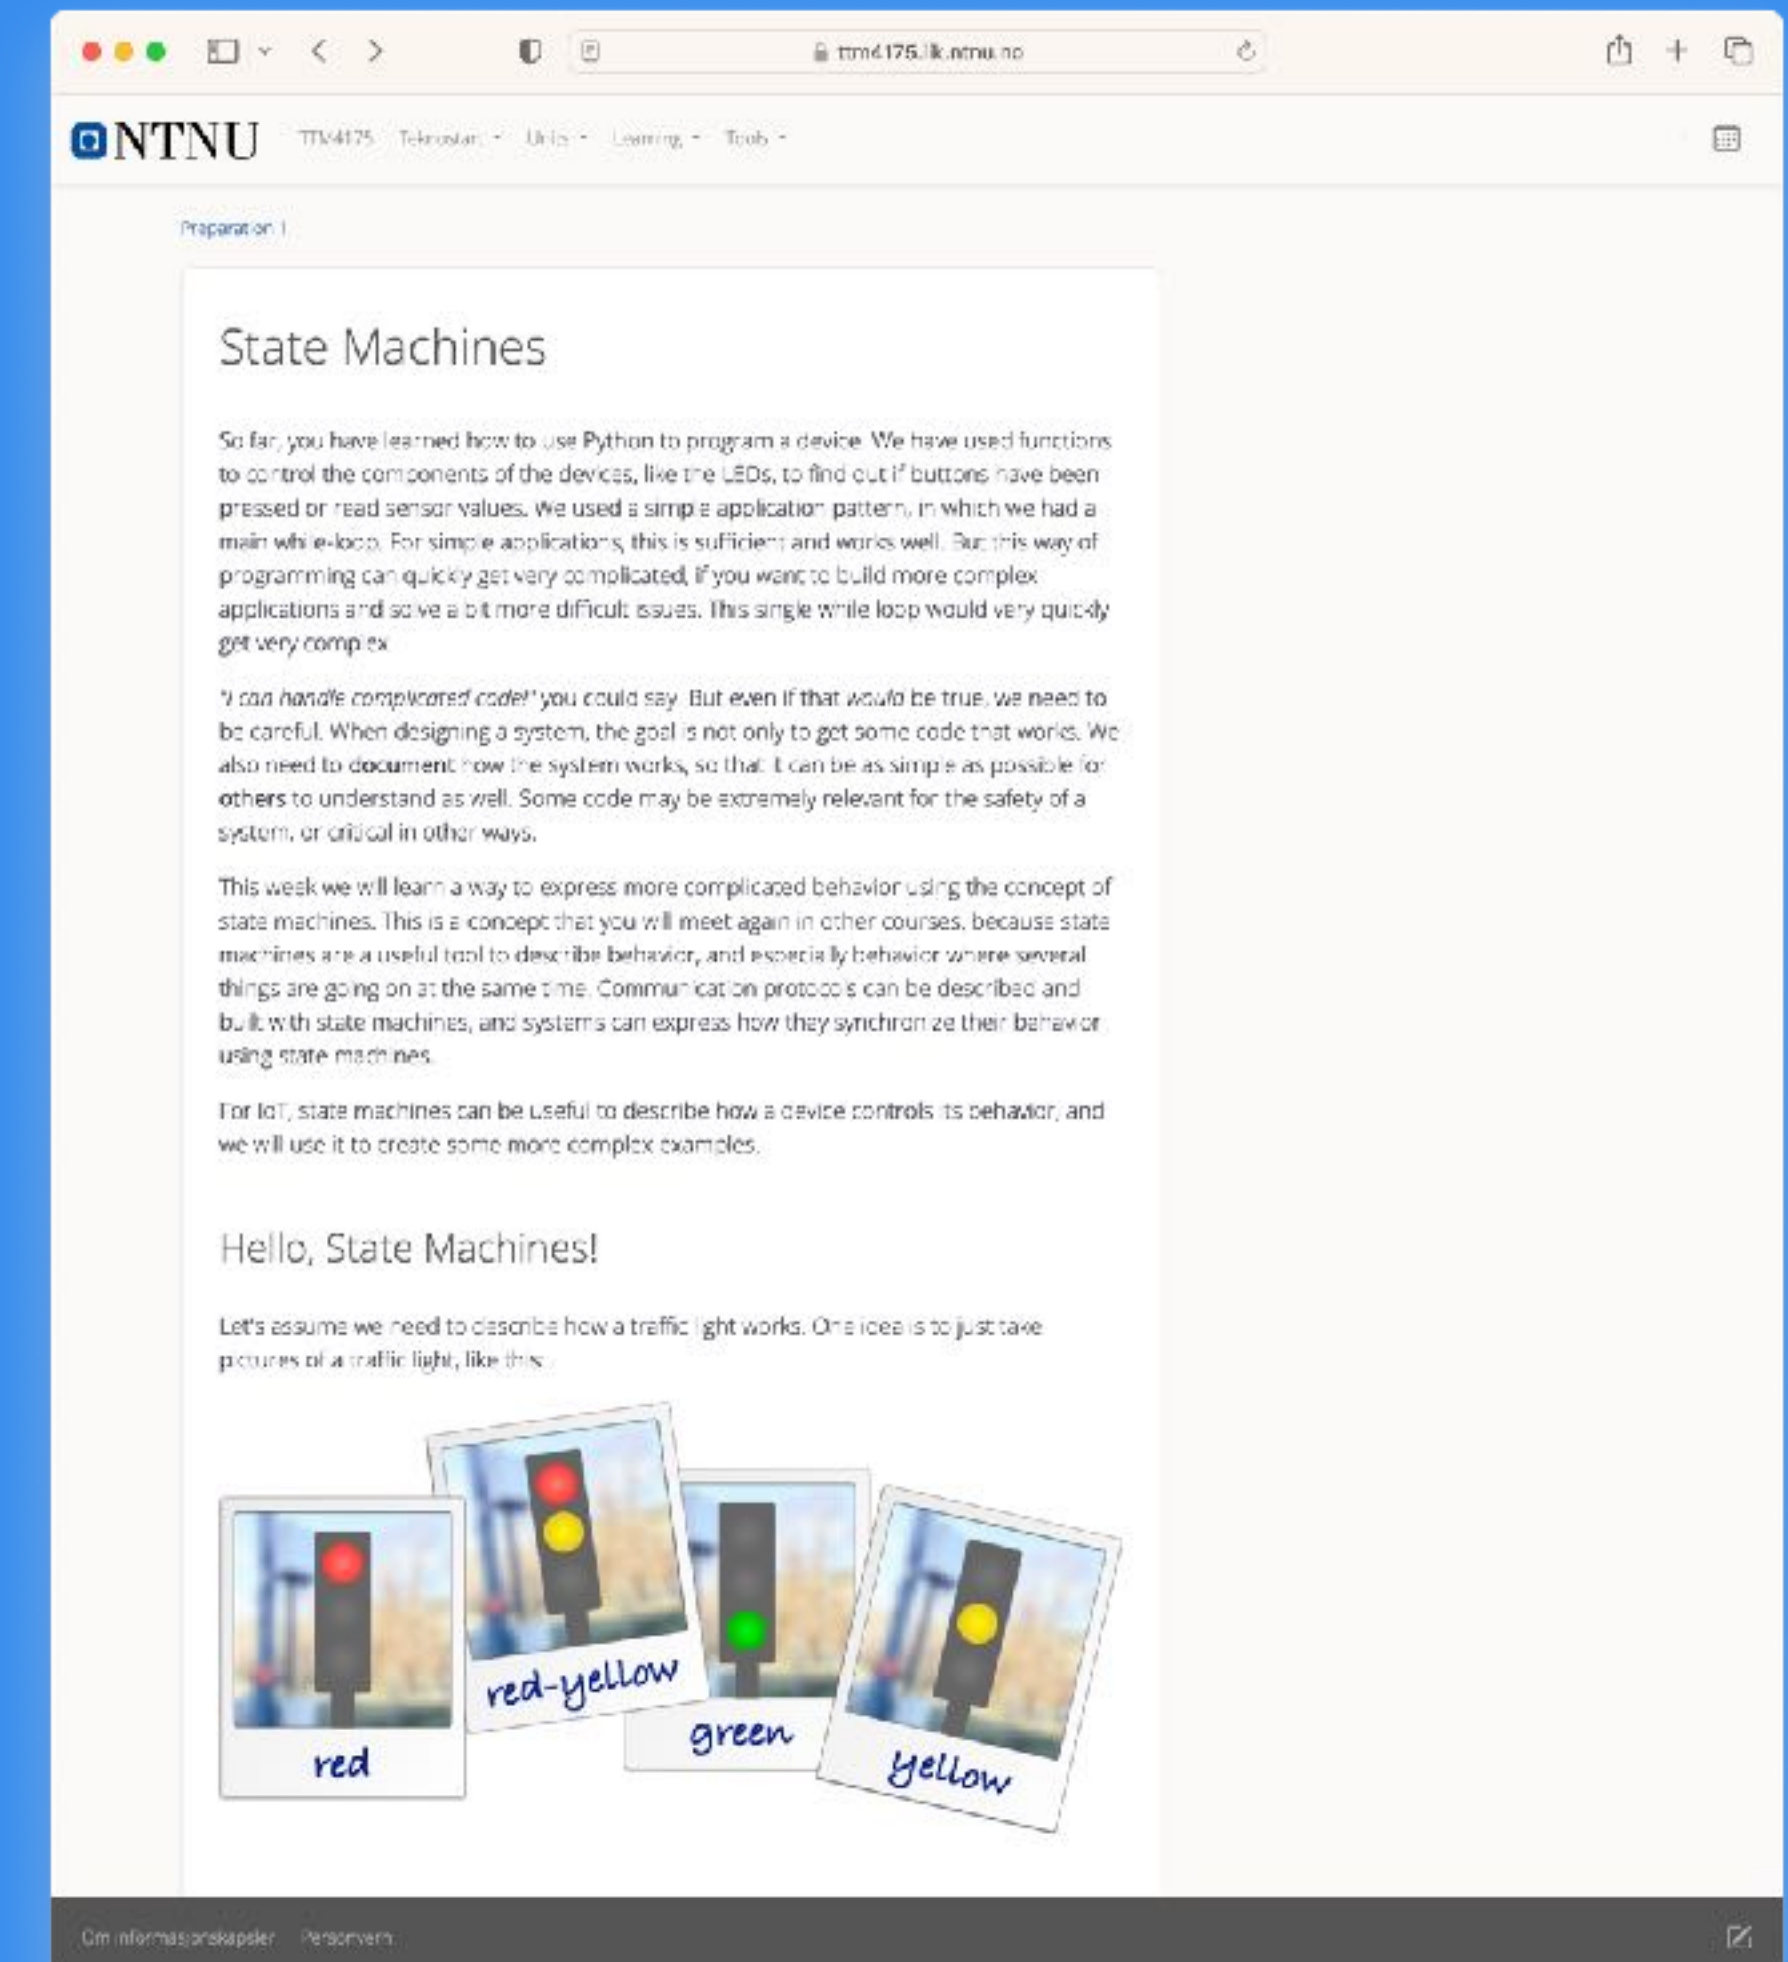 ttm4175.iik.ntnu.no
NTNU TTM4175 Teknostart Units Learning Tools
Preparation 1
State Machines
So far, you have learned how to use Python to program a device. We have used functions
to control the components of the devices, like the LEDs, to find out if buttons have been
pressed or read sensor values. We used a simple application pattern, in which we had a
main while-loop. For simple applications, this is sufficient and works well. But this way of
programming can quickly get very complicated, if you want to build more complex
applications and solve a bit more difficult issues. This single while loop would very quickly
get very complex.
"I can handle complicated code!" you could say. But even if that would be true, we need to
be careful. When designing a system, the goal is not only to get some code that works. We
also need to document how the system works, so that it can be as simple as possible for
others to understand as well. Some code may be extremely relevant for the safety of a
system, or critical in other ways.
This week we will learn a way to express more complicated behavior using the concept of
state machines. This is a concept that you will meet again in other courses, because state
machines are a useful tool to describe behavior, and especially behavior where several
things are going on at the same time. Communication protocols can be described and
built with state machines, and systems can express how they synchronize their behavior
using state machines.
For IoT, state machines can be useful to describe how a device controls its behavior, and
we will use it to create some more complex examples.
Hello, State Machines!
Let's assume we need to describe how a traffic light works. One idea is to just take
pictures of a traffic light, like this:
red
red-yellow
green
yellow
Om informasjonskapsler Personvern